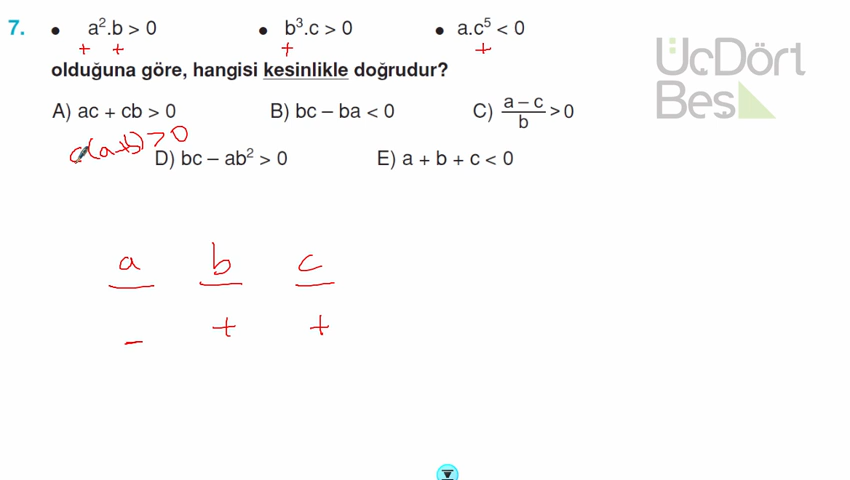 7. • a².b > 0 • b³.c > 0 • a.c⁵ < 0
+ + + +
olduğuna göre, hangisi kesinlikle doğrudur?
A) ac + cb > 0 B) bc – ba < 0 C) (a – c)/b > 0
c(a+b) > 0
D) bc – ab² > 0 E) a + b + c < 0
ÜçDört
Beş
a b c
– + +